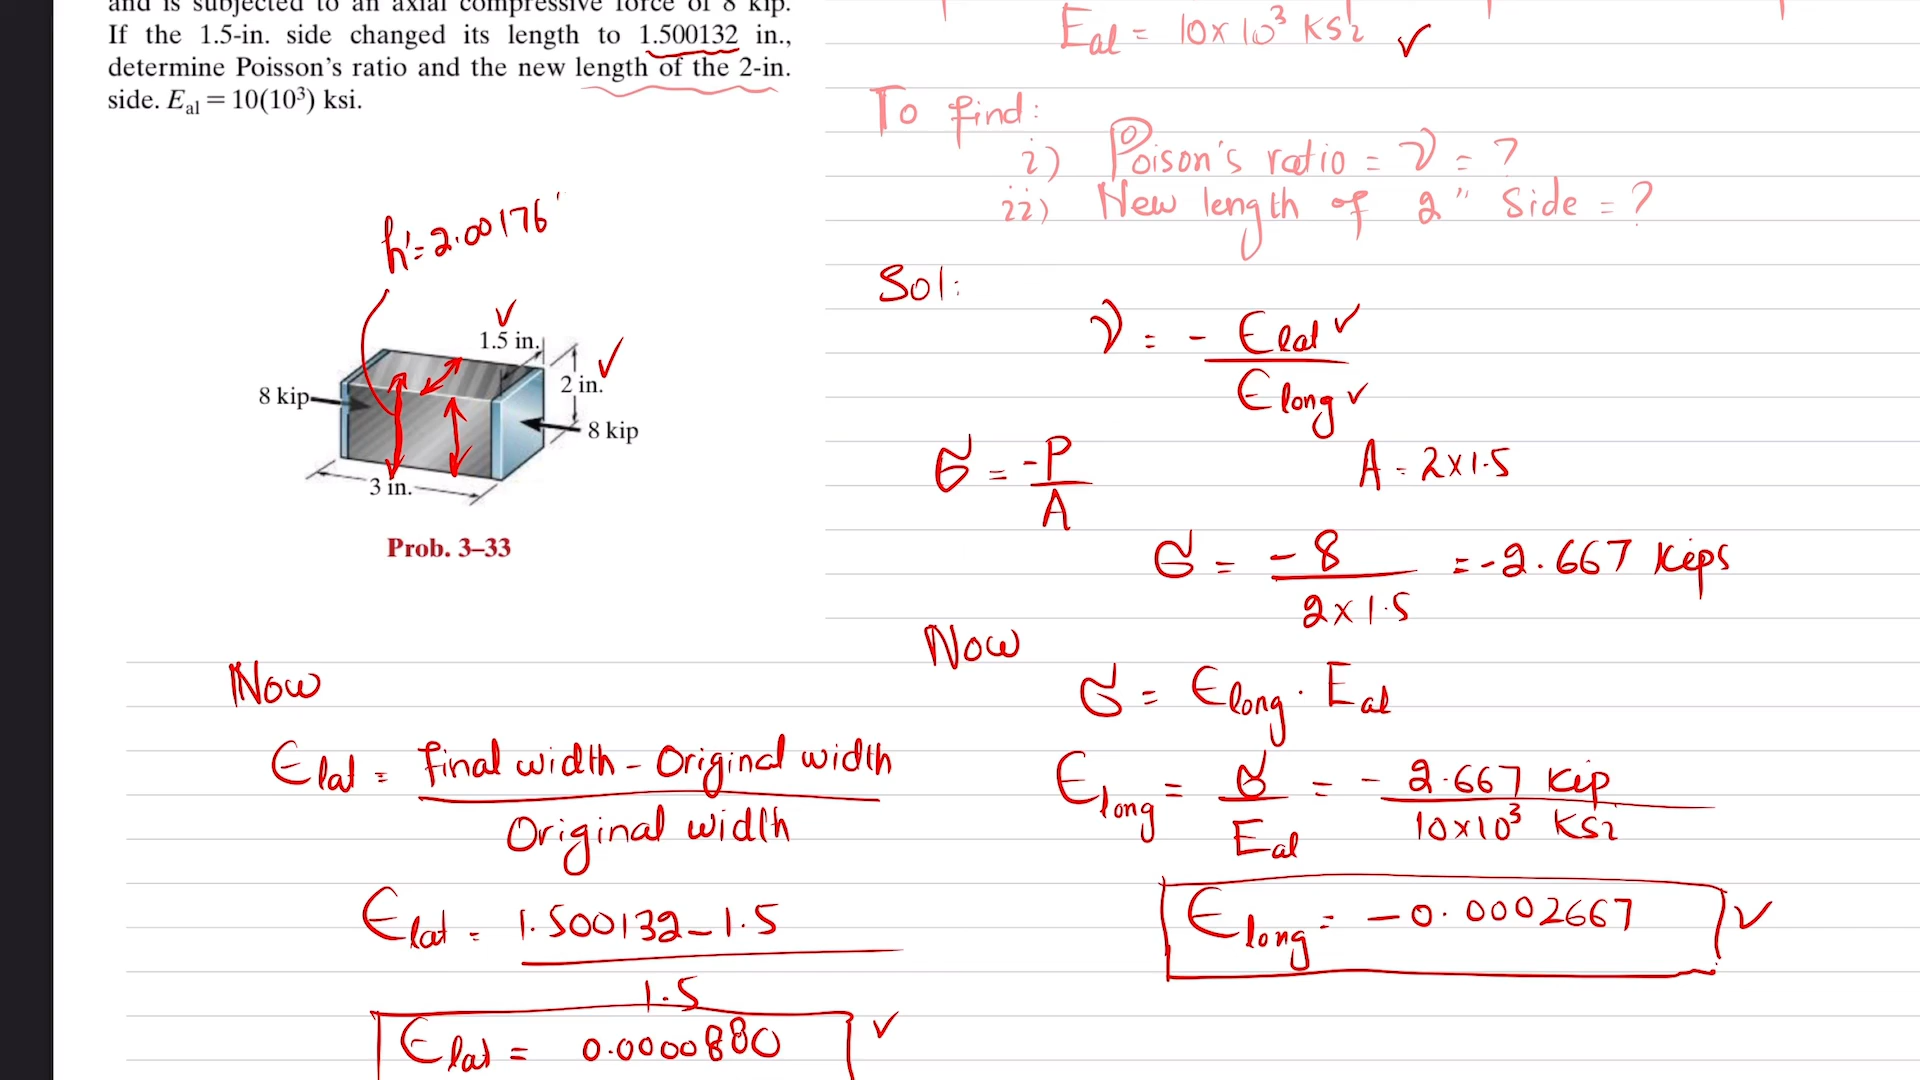 and is subjected to an axial compressive force of 8 kip.
If the 1.5-in. side changed its length to 1.500132 in.,
determine Poisson's ratio and the new length of the 2-in.
side. Eal = 10(10³) ksi.
h' = 2.00176"
1.5 in.
2 in.
8 kip
8 kip
3 in.
Prob. 3–33
Now
ϵlat = Final width - Original width
Original width
ϵlat = 1.500132 - 1.5
1.5
ϵlat = 0.0000880
Eal = 10 x 10³ Ksi
To find:
i) Poison's ratio = ν = ?
ii) New length of 2" Side = ?
Sol:
ν = - ϵlat
ϵlong
σ = -P
A
A = 2x1.5
σ = -8 = -2.667 Kips
2 x 1.5
Now
σ = ϵlong . Eal
ϵlong = σ = - 2.667 Kip
Eal 10x10³ Ksi
ϵlong = -0.0002667